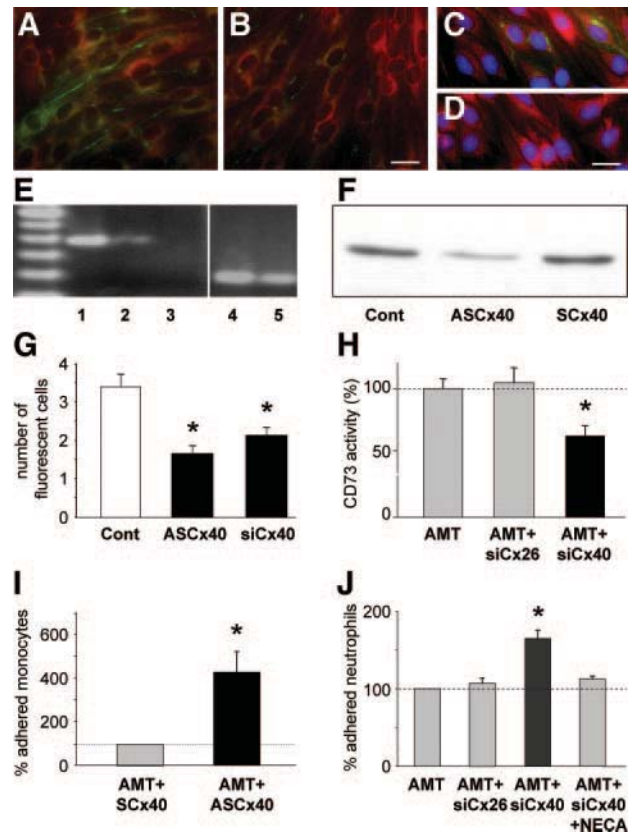 A
B
C
D
E
F
1 2 3 4 5
Cont ASCx40 SCx40
G
number of
fluorescent cells
4
3
2
1
0
Cont ASCx40 siCx40
*
*
H
CD73 activity (%)
100
50
AMT AMT+ AMT+
siCx26 siCx40
*
I
% adhered monocytes
600
400
200
0
AMT+ AMT+
SCx40 ASCx40
*
J
% adhered neutrophils
200
100
0
AMT AMT+ AMT+ AMT+
siCx26 siCx40 siCx40
+NECA
*